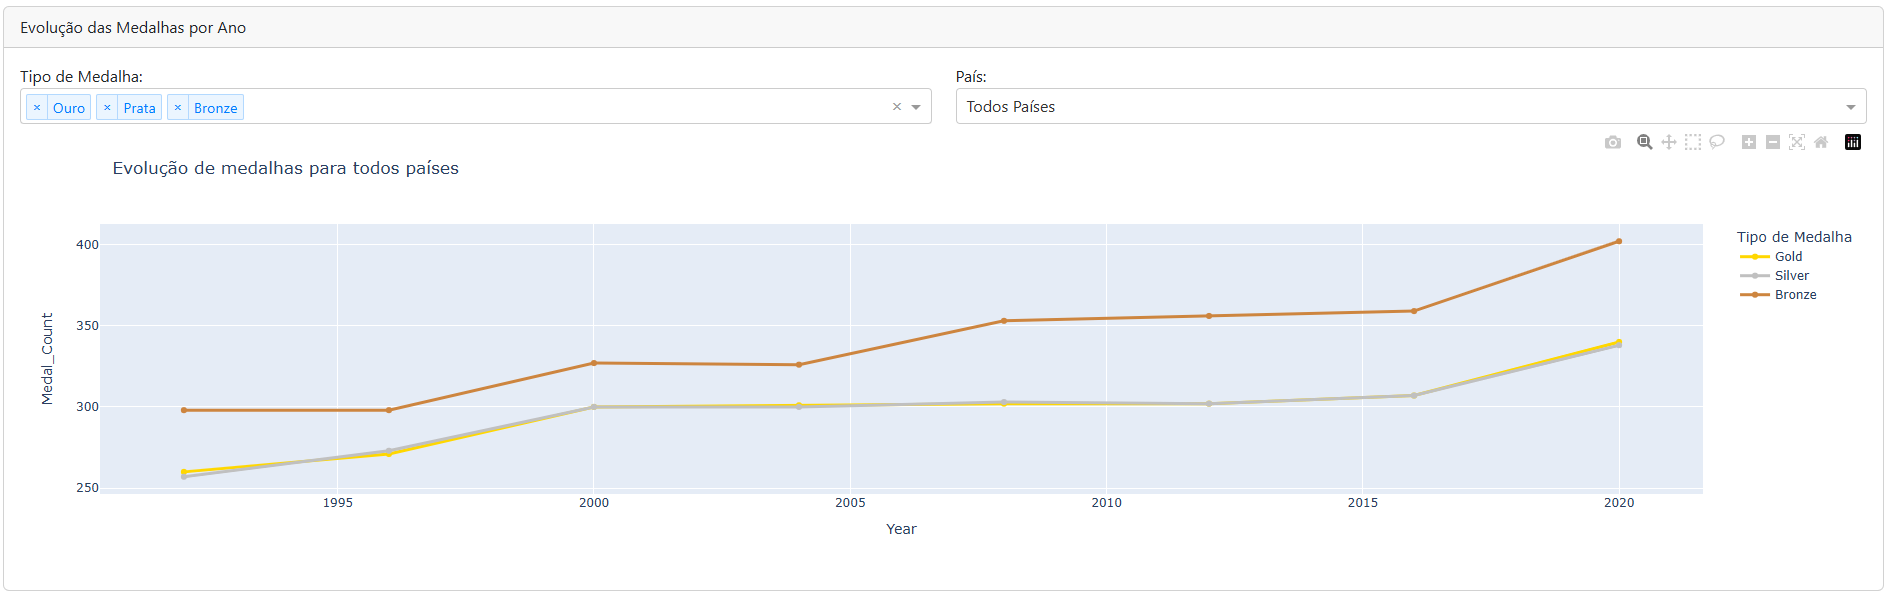 Evolução das Medalhas por Ano
Tipo de Medalha:
País:
× Ouro × Prata × Bronze ×
Todos Países
Evolução de medalhas para todos países
Tipo de Medalha
Gold
Silver
Bronze
Medal_Count
400
350
300
250
1995 2000 2005 2010 2015 2020
Year